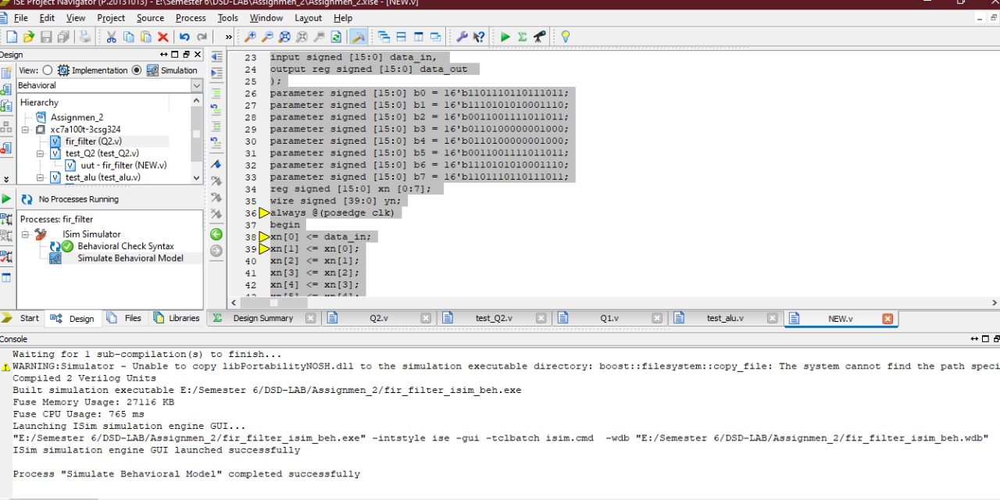 ISE Project Navigator (P.20131013) - E:\Semester 6\DSD-LAB\Assignmen_2\Assignmen_2.xise - [NEW.v]
File Edit View Project Source Process Tools Window Layout Help
Design
View: Implementation Simulation
Behavioral
Hierarchy
Assignmen_2
xc7a100t-3csg324
fir_filter (Q2.v)
test_Q2 (test_Q2.v)
uut - fir_filter (NEW.v)
test_alu (test_alu.v)
No Processes Running
Processes: fir_filter
ISim Simulator
Behavioral Check Syntax
Simulate Behavioral Model
23 input signed [15:0] data_in,
24 output reg signed [15:0] data_out
25 );
26 parameter signed [15:0] b0 = 16'b1101110110111011;
27 parameter signed [15:0] b1 = 16'b1110101010001110;
28 parameter signed [15:0] b2 = 16'b0011001111011011;
29 parameter signed [15:0] b3 = 16'b0110100000001000;
30 parameter signed [15:0] b4 = 16'b0110100000001000;
31 parameter signed [15:0] b5 = 16'b0011001111011011;
32 parameter signed [15:0] b6 = 16'b1110101010001110;
33 parameter signed [15:0] b7 = 16'b1101110110111011;
34 reg signed [15:0] xn [0:7];
35 wire signed [39:0] yn;
36 always @(posedge clk)
37 begin
38 xn[0] <= data_in;
39 xn[1] <= xn[0];
40 xn[2] <= xn[1];
41 xn[3] <= xn[2];
42 xn[4] <= xn[3];
Start Design Files Libraries Design Summary Q2.v test_Q2.v Q1.v test_alu.v NEW.v
Console
Waiting for 1 sub-compilation(s) to finish...
WARNING:Simulator - Unable to copy libPortabilityNOSH.dll to the simulation executable directory: boost::filesystem::copy_file: The system cannot find the path speci
Compiled 2 Verilog Units
Built simulation executable E:/Semester 6/DSD-LAB/Assignmen_2/fir_filter_isim_beh.exe
Fuse Memory Usage: 27116 KB
Fuse CPU Usage: 765 ms
Launching ISim simulation engine GUI...
"E:/Semester 6/DSD-LAB/Assignmen_2/fir_filter_isim_beh.exe" -intstyle ise -gui -tclbatch isim.cmd -wdb "E:/Semester 6/DSD-LAB/Assignmen_2/fir_filter_isim_beh.wdb"
ISim simulation engine GUI launched successfully
Process "Simulate Behavioral Model" completed successfully